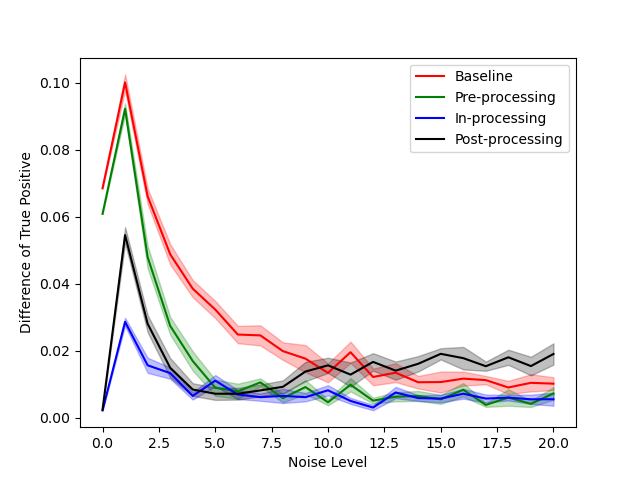 Baseline
Pre-processing
In-processing
Post-processing
Difference of True Positive
0.10
0.08
0.06
0.04
0.02
0.00
0.0 2.5 5.0 7.5 10.0 12.5 15.0 17.5 20.0
Noise Level